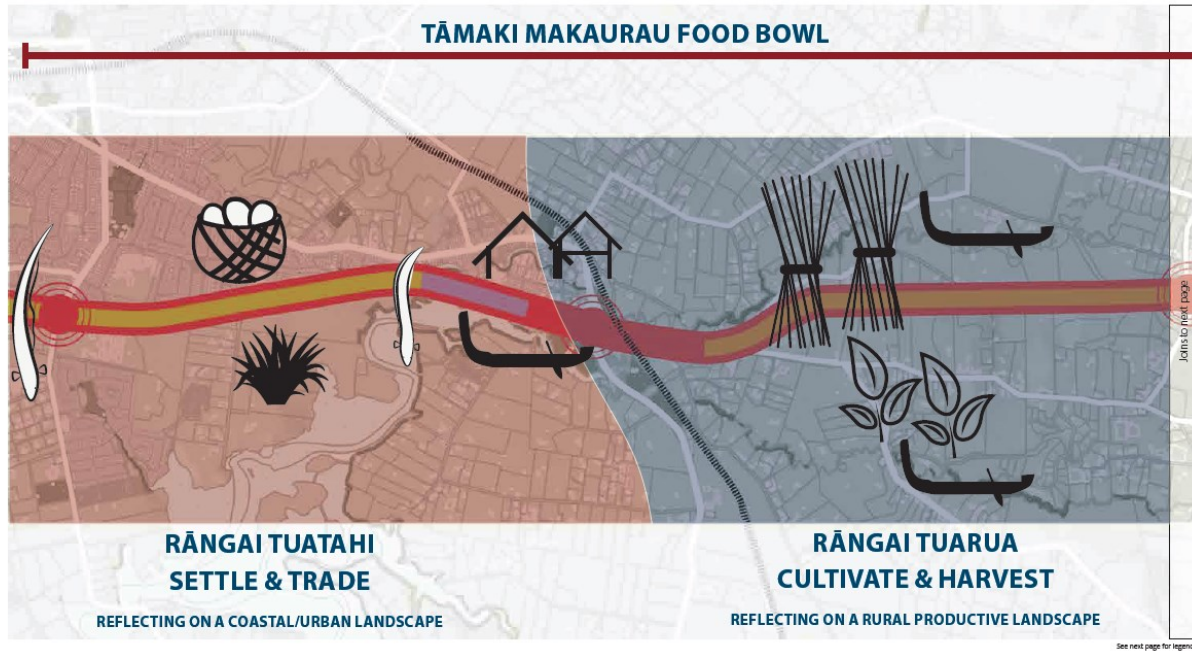 TĀMAKI MAKAURAU FOOD BOWL
Joins to next page
RĀNGAI TUATAHI
SETTLE & TRADE
REFLECTING ON A COASTAL/URBAN LANDSCAPE
RĀNGAI TUARUA
CULTIVATE & HARVEST
REFLECTING ON A RURAL PRODUCTIVE LANDSCAPE
See next page for legend